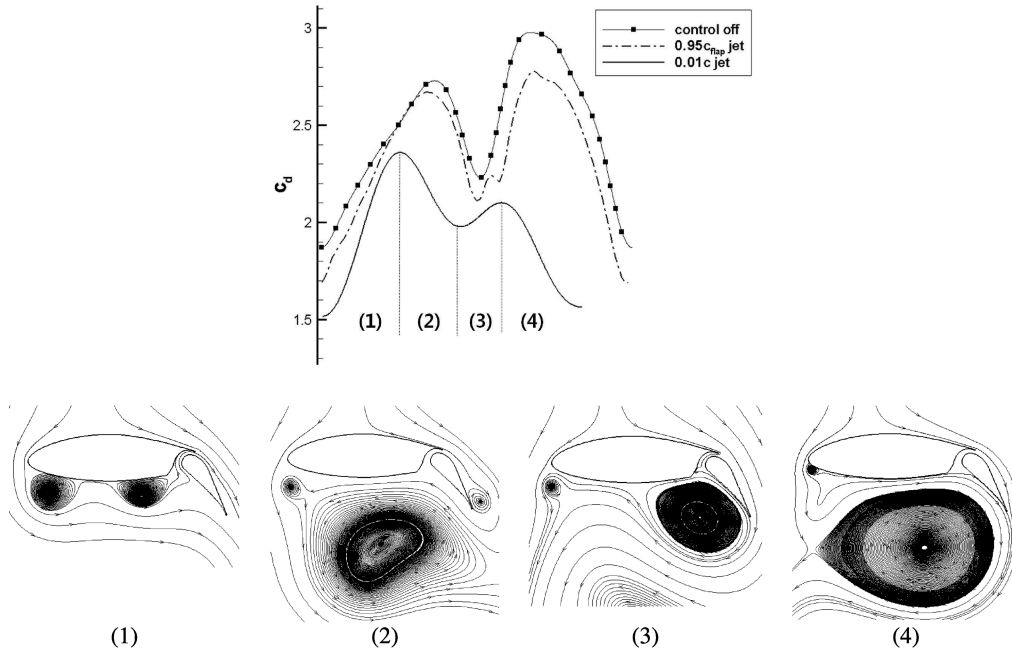 3
2.5
2
1.5
c_d
control off
0.95c_flap jet
0.01c jet
(1) (2) (3) (4)
(1) (2) (3) (4)